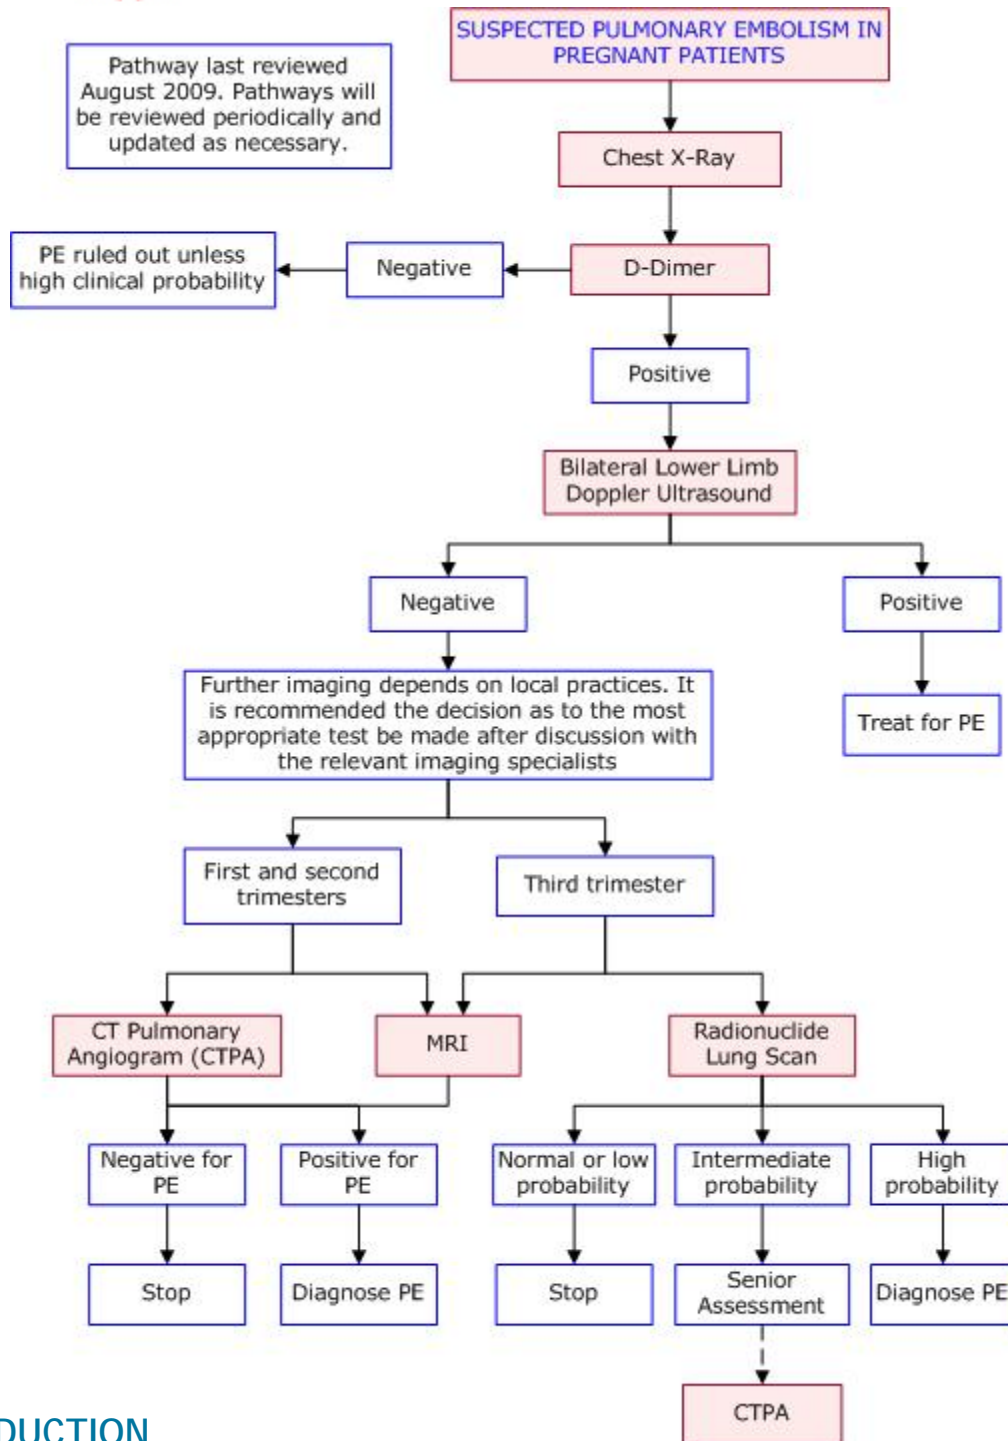 SUSPECTED PULMONARY EMBOLISM IN
PREGNANT PATIENTS
Pathway last reviewed
August 2009. Pathways will
be reviewed periodically and
updated as necessary.
Chest X-Ray
PE ruled out unless
high clinical probability
Negative
D-Dimer
Positive
Bilateral Lower Limb
Doppler Ultrasound
Negative
Positive
Further imaging depends on local practices. It
is recommended the decision as to the most
appropriate test be made after discussion with
the relevant imaging specialists
Treat for PE
First and second
trimesters
Third trimester
CT Pulmonary
Angiogram (CTPA)
MRI
Radionuclide
Lung Scan
Negative for
PE
Positive for
PE
Normal or low
probability
Intermediate
probability
High
probability
Stop
Diagnose PE
Stop
Senior
Assessment
Diagnose PE
CTPA
DUCTION